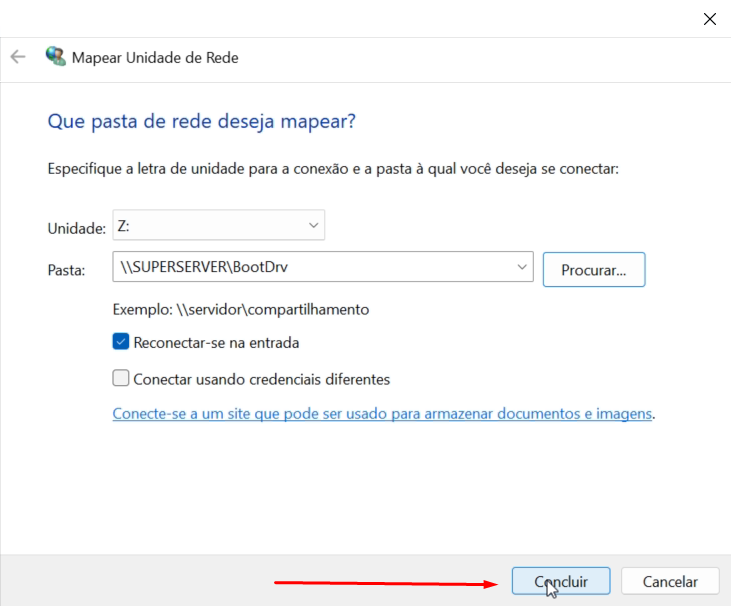 Mapear Unidade de Rede
Que pasta de rede deseja mapear?
Especifique a letra de unidade para a conexão e a pasta à qual você deseja se conectar:
Unidade: Z:
Pasta: \\SUPERSERVER\BootDrv Procurar...
Exemplo: \\servidor\compartilhamento
Reconectar-se na entrada
Conectar usando credenciais diferentes
Conecte-se a um site que pode ser usado para armazenar documentos e imagens.
Concluir Cancelar